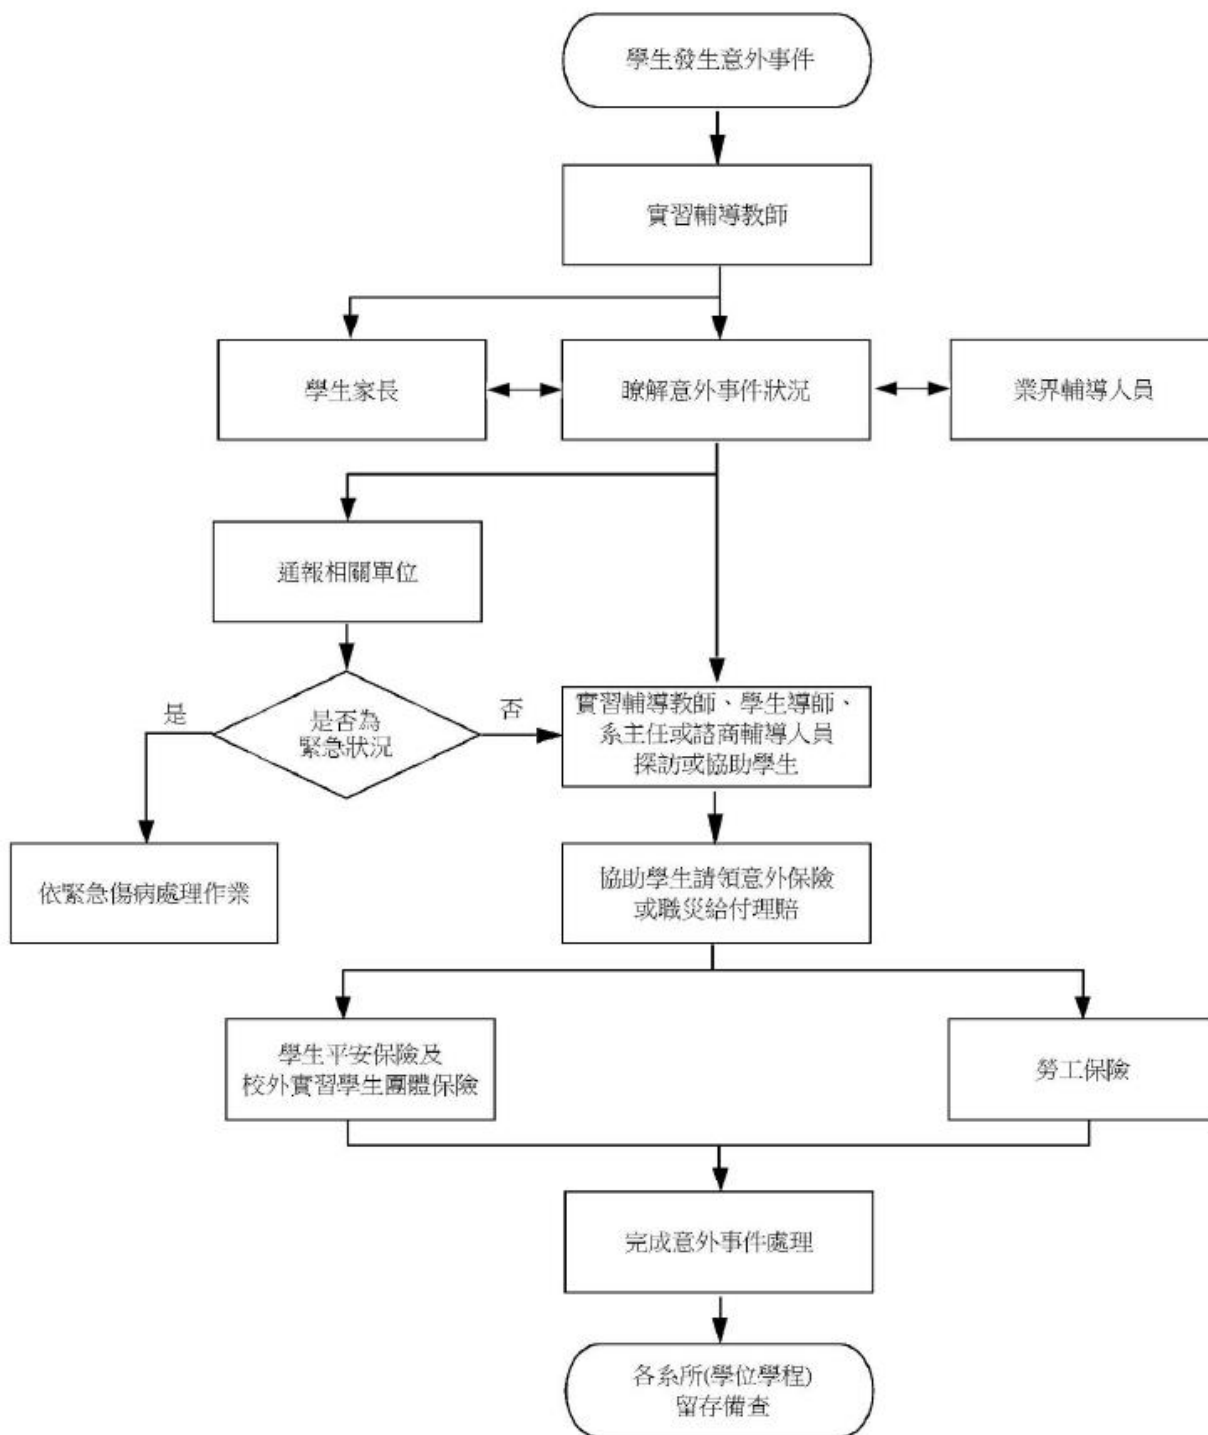 學生發生意外事件
實習輔導教師
學生家長
瞭解意外事件狀況
業界輔導人員
通報相關單位
是
是否為
緊急狀況
否
實習輔導教師、學生導師、
系主任或諮商輔導人員
探訪或協助學生
依緊急傷病處理作業
協助學生請領意外保險
或職災給付理賠
學生平安保險及
校外實習學生團體保險
勞工保險
完成意外事件處理
各系所(學位學程)
留存備查